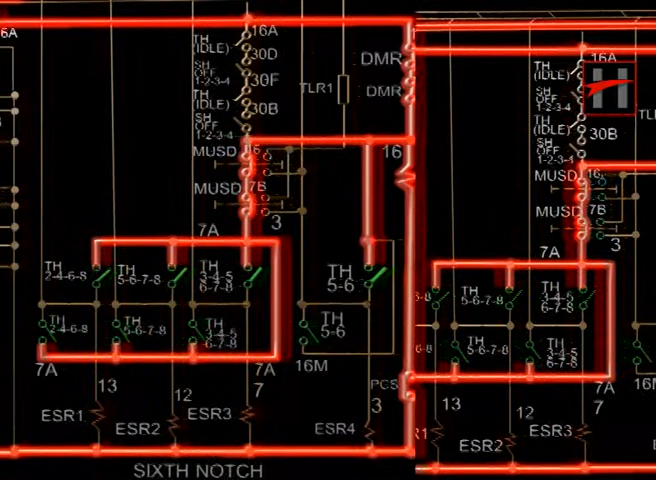 6A
16A
TH
(IDLE)
30D
SH
OFF
1-2-3-4
30F
TH
(IDLE)
30B
SH
OFF
1-2-3-4
TLR1
DMR
DMR
MUSD
16
16
MUSD
7B
3
7A
TH
2-4-6-8
TH
5-6-7-8
TH
3-4-5
6-7-8
TH
5-6
TH
2-4-6-8
TH
5-6-7-8
TH
3-4-5
6-7-8
TH
5-6
7A
7A
16M
PCS
13
12
7
3
ESR1
ESR2
ESR3
ESR4
SIXTH NOTCH
16A
TH
(IDLE)
SH
OFF
1-2-3-4
TH
(IDLE)
30B
SH
OFF
1-2-3-4
MUSD
16
MUSD
7B
3
7A
6-8
TH
5-6-7-8
TH
3-4-5
6-7-8
6-8
TH
5-6-7-8
TH
3-4-5
6-7-8
7A
13
12
7
R1
ESR2
ESR3